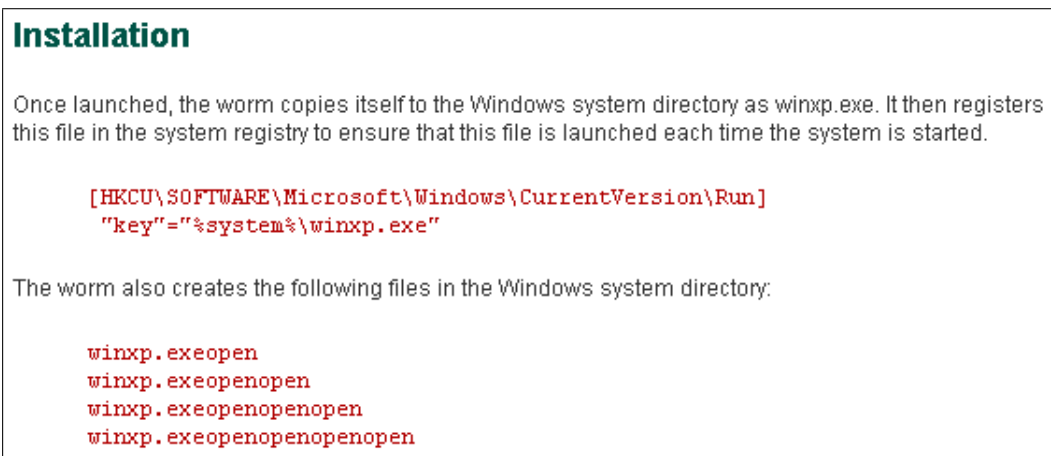 Installation
Once launched, the worm copies itself to the Windows system directory as winxp.exe. It then registers
this file in the system registry to ensure that this file is launched each time the system is started.
[HKCU\SOFTWARE\Microsoft\Windows\CurrentVersion\Run]
"key"="%system%\winxp.exe"
The worm also creates the following files in the Windows system directory:
winxp.exeopen
winxp.exeopenopen
winxp.exeopenopenopen
winxp.exeopenopenopenopen